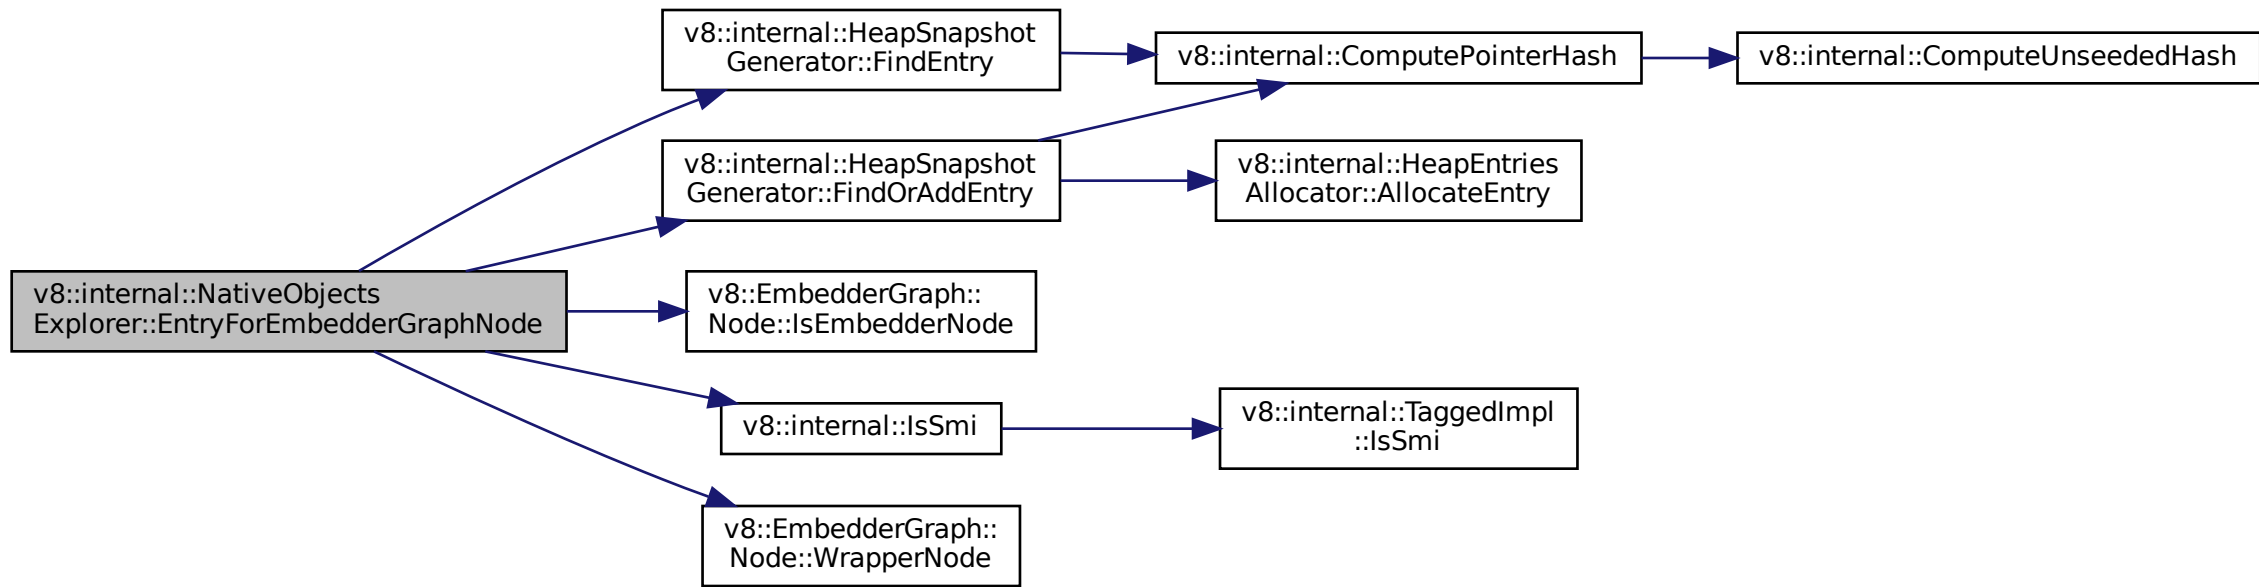 v8::internal::NativeObjects
Explorer::EntryForEmbedderGraphNode
v8::internal::HeapSnapshot
Generator::FindEntry
v8::internal::ComputePointerHash
v8::internal::ComputeUnseededHash
v8::internal::HeapSnapshot
Generator::FindOrAddEntry
v8::internal::HeapEntries
Allocator::AllocateEntry
v8::EmbedderGraph::
Node::IsEmbedderNode
v8::internal::IsSmi
v8::internal::TaggedImpl
::IsSmi
v8::EmbedderGraph::
Node::WrapperNode